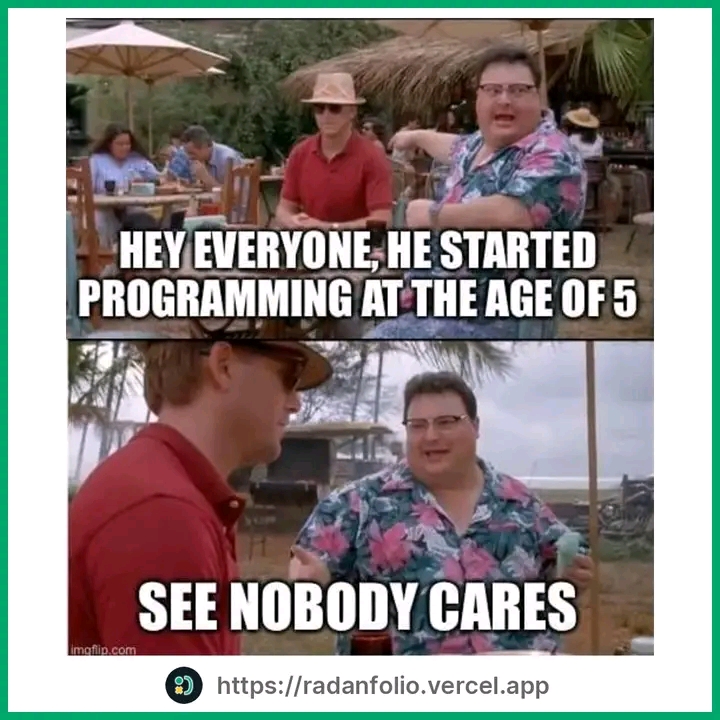 HEY EVERYONE, HE STARTED
PROGRAMMING AT THE AGE OF 5
SEE NOBODY CARES
imgflip.com
https://radanfolio.vercel.app